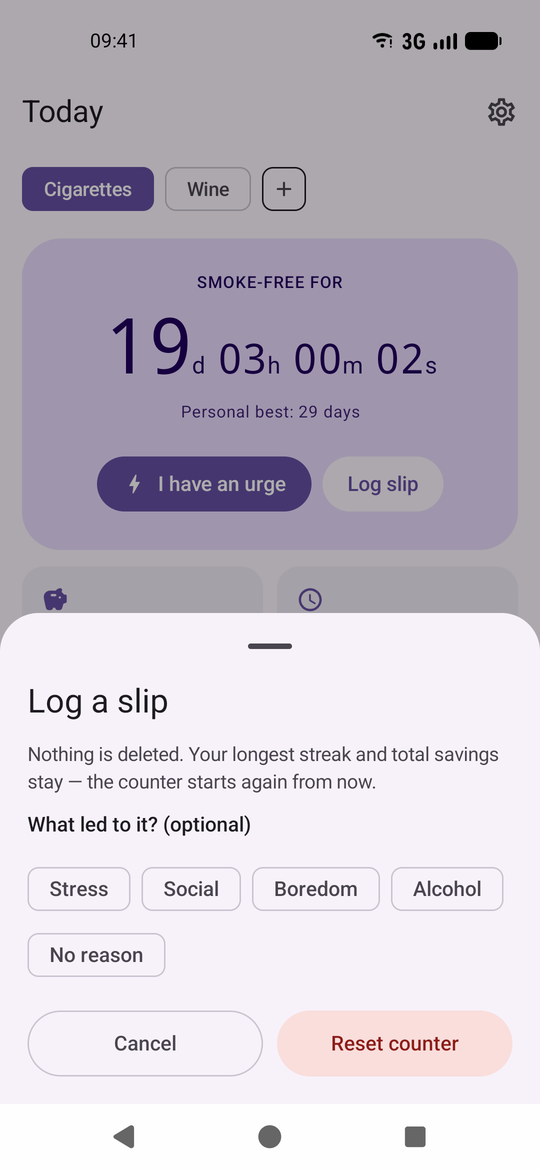 09:41
3G
Today
Cigarettes
Wine
+
SMOKE-FREE FOR
19d 03h 00m 02s
Personal best: 29 days
I have an urge
Log slip
Log a slip
Nothing is deleted. Your longest streak and total savings
stay — the counter starts again from now.
What led to it? (optional)
Stress
Social
Boredom
Alcohol
No reason
Cancel
Reset counter